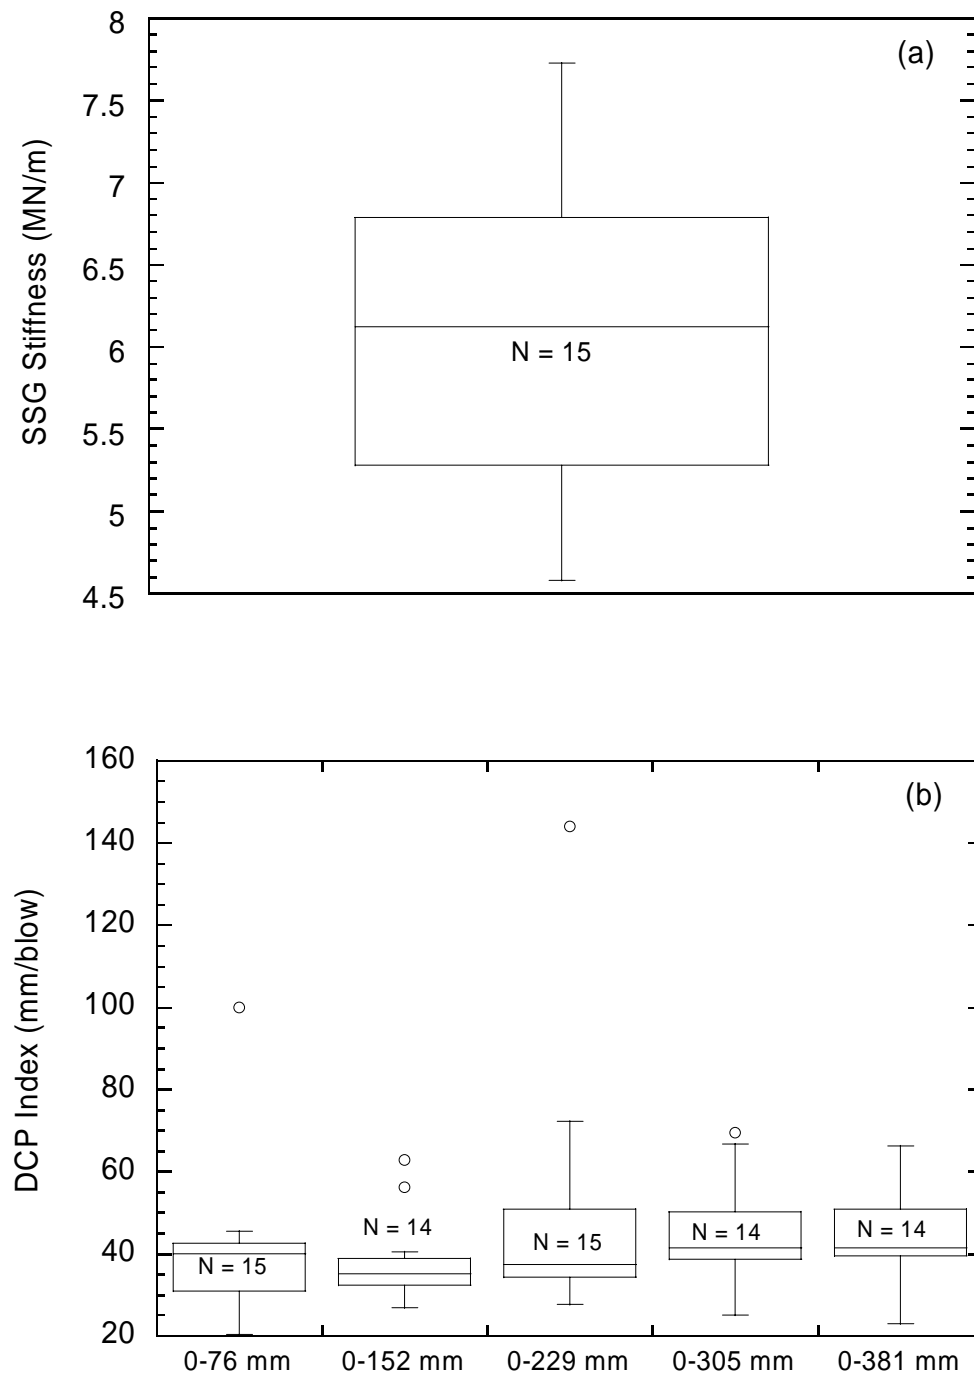 (a)
8
7.5
7
6.5
6
5.5
5
4.5
SSG Stiffness (MN/m)
N = 15
(b)
160
140
120
100
80
60
40
20
DCP Index (mm/blow)
N = 15
N = 14
N = 15
N = 14
N = 14
0-76 mm
0-152 mm
0-229 mm
0-305 mm
0-381 mm